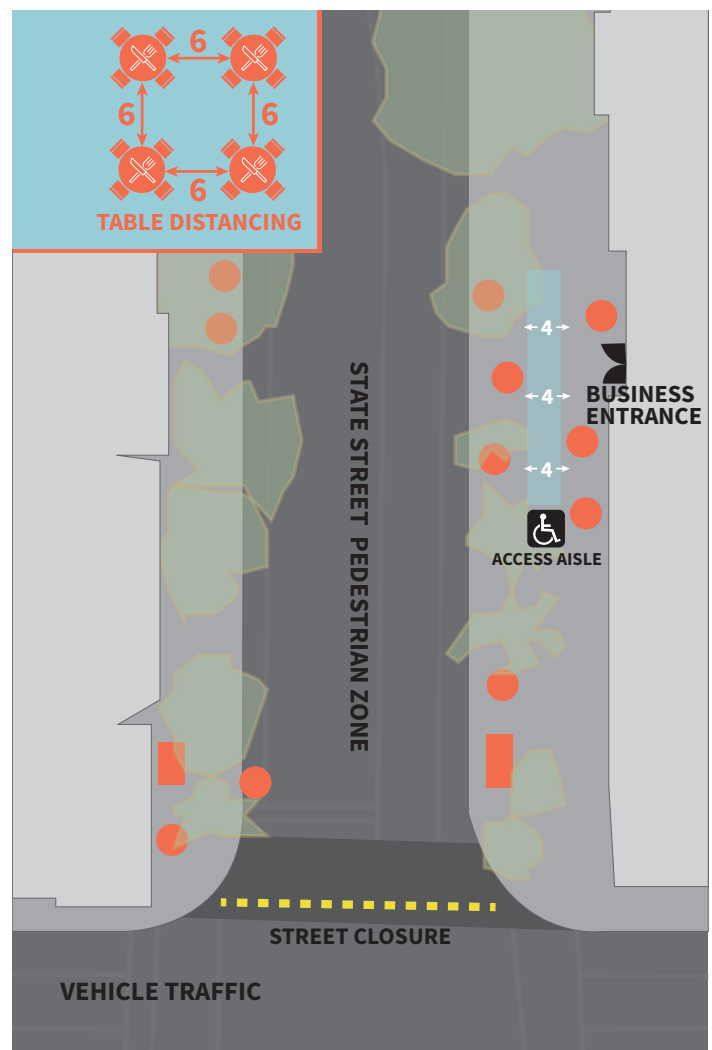 6
6
6
6
TABLE DISTANCING
4
STATE STREET PEDESTRIAN ZONE
4
BUSINESS
ENTRANCE
4
ACCESS AISLE
STREET CLOSURE
VEHICLE TRAFFIC